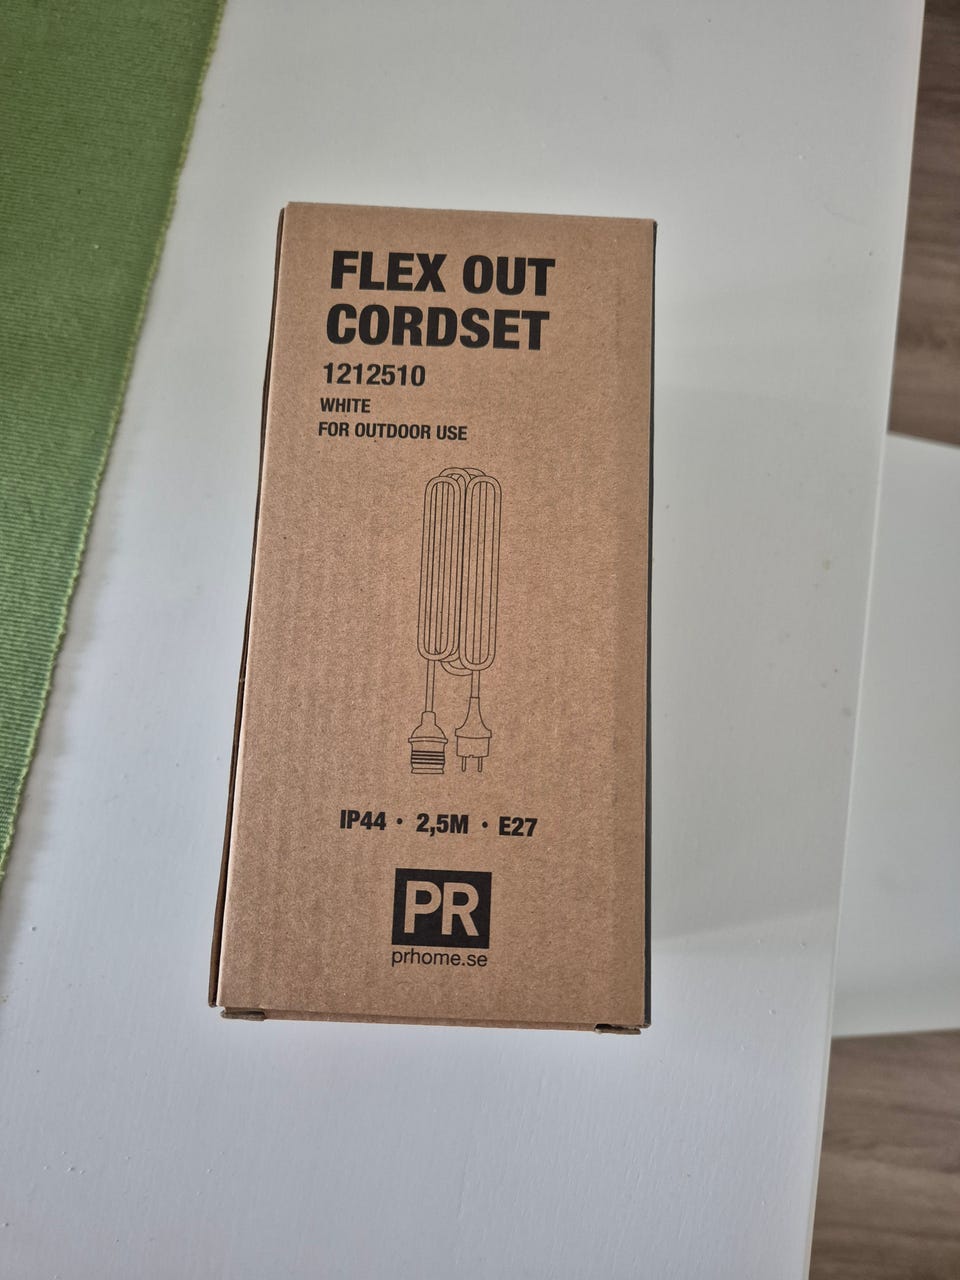 FLEX OUT
CORDSET
1212510
WHITE
FOR OUTDOOR USE
IP44 · 2,5M · E27
PR
prhome.se